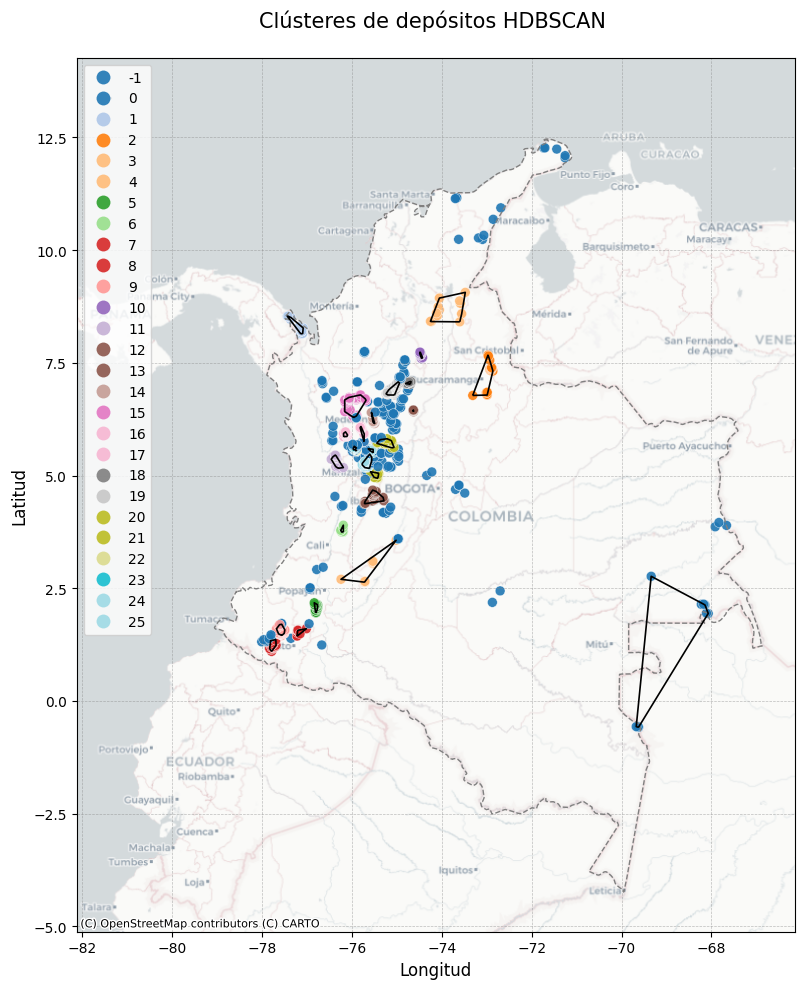 Clústeres de depósitos HDBSCAN
-1
0
1
2
3
4
5
6
7
8
9
10
11
12
13
14
15
16
17
18
19
20
21
22
23
24
25
12.5
10.0
7.5
5.0
2.5
0.0
−2.5
−5.0
Latitud
ARUBA
CURACAO
Punto Fijo
Coro
Santa Marta
Barranquilla
Cartagena
Maracaibo
CARACAS
Maracay
Barquisimeto
Montería
Mérida
San Fernando
de Apure
San Cristobal
Puerto Ayacucho
BOGOTA
COLOMBIA
Cali
Popayán
Mitú
Quito
Portoviejo
ECUADOR
Riobamba
Guayaquil
Cuenca
Machala
Tumbes
Loja
Iquitos
Leticia
Talara
(C) OpenStreetMap contributors (C) CARTO
−82
−80
−78
−76
−74
−72
−70
−68
Longitud